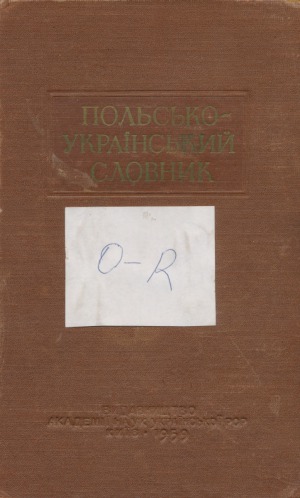 ПОЛЬСЬКО-
УКРАЇНСЬКИЙ
СЛОВНИК
O-R
ВИДАВНИЦТВО
АКАДЕМІЇ НАУК УКРАЇНСЬКОЇ РСР
КИЇВ • 1959